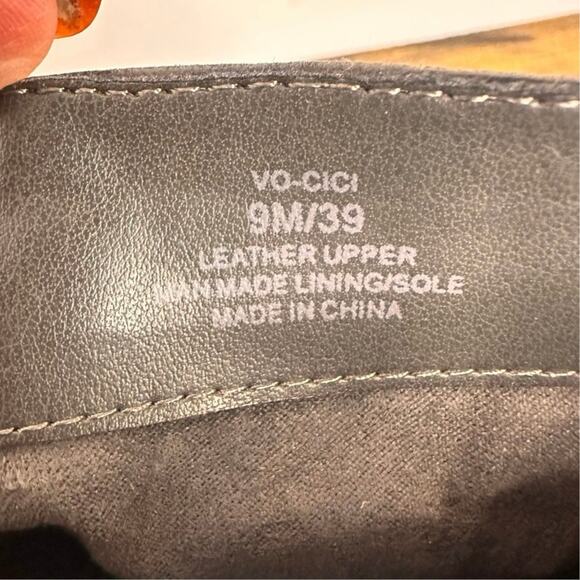 VO-CICI
9M/39
LEATHER UPPER
MAN MADE LINING/SOLE
MADE IN CHINA